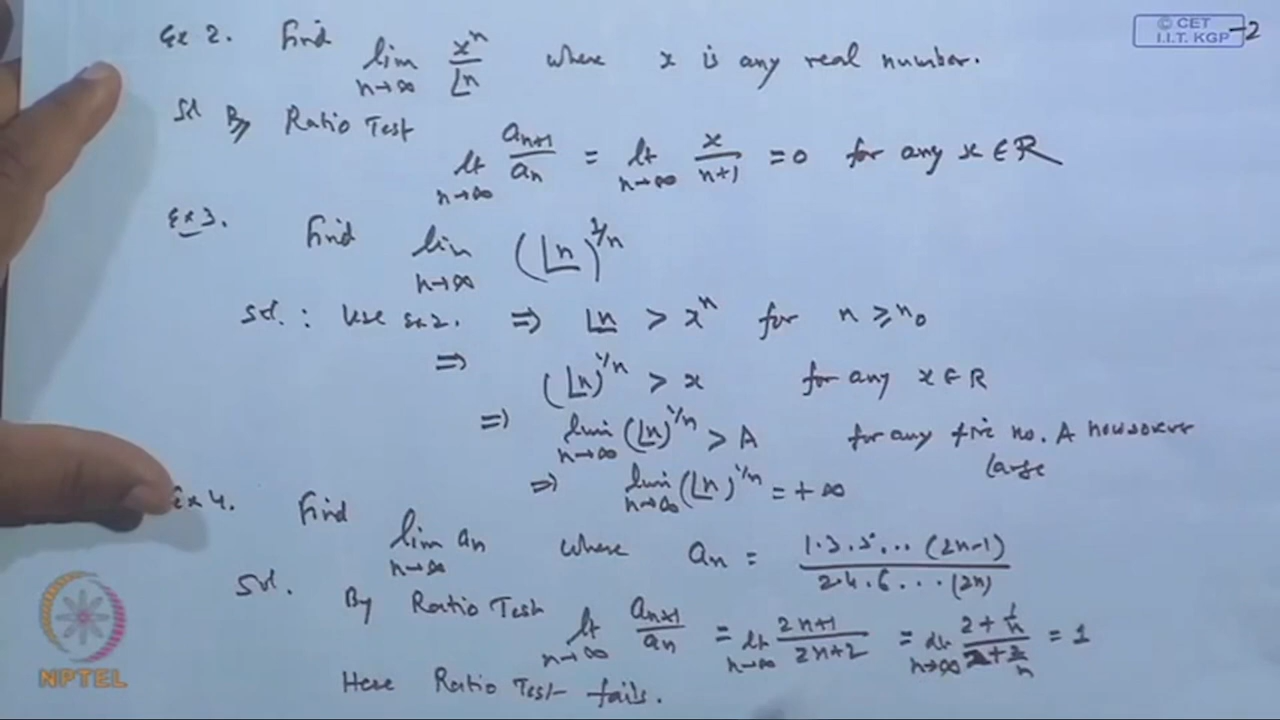 © CET
I.I.T. KGP
-2
Ex 2. Find lim n→∞ xⁿ/⌊n where x is any real number.
Sol By Ratio Test
lt n→∞ aₙ₊₁/aₙ = lt n→∞ x/n+1 = 0 for any x ∈ R
Ex 3. Find lim n→∞ (⌊n)^1/n
Sol. : Use Ex 2. ⇒ ⌊n > xⁿ for n ≥ n₀
⇒ (⌊n)^1/n > x for any x ∈ R
⇒ lim n→∞ (⌊n)^1/n > A for any +ive no. A howsoever
large
⇒ lim n→∞ (⌊n)^1/n = +∞
Ex 4. Find lim n→∞ aₙ where aₙ = 1.3.5... (2n-1) / 2.4.6... (2n)
Sol. By Ratio Test
lt n→∞ aₙ₊₁/aₙ = lt n→∞ 2n+1/2n+2 = lt n→∞ 2+1/n / 2+2/n = 1
Here Ratio Test fails.
NPTEL